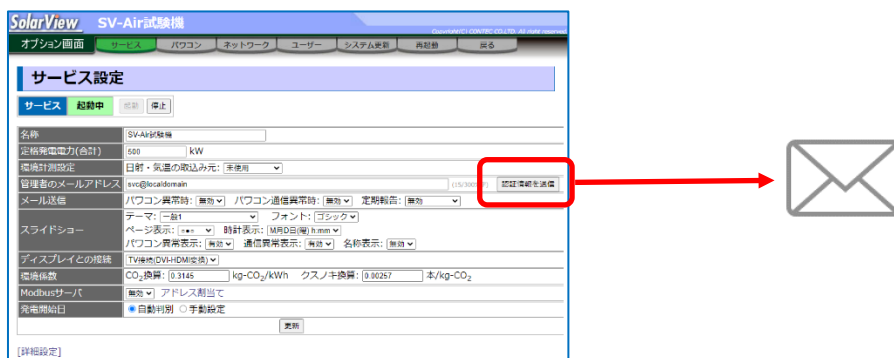 SolarView SV-Air試験機
Copyright(C) CONTEC CO.,LTD. All right reserved.
オプション画面 サービス パワコン ネットワーク ユーザー システム更新 再起動 戻る
サービス設定
サービス 起動中 起動 停止
名称 SV-Air試験機
定格発電電力(合計) 500 kW
環境計測設定 日射・気温の取込み元: 未使用
管理者のメールアドレス svc@localdomain 認証情報を送信
メール送信 パワコン異常時: 無効 パワコン通信異常時: 無効 定期報告: 無効
スライドショー テーマ: 一般1 フォント: ゴシック
ページ表示: ○●○ 時計表示: M月D日(曜) h:mm
パワコン異常表示: 有効 通信異常表示: 有効 名称表示: 無効
ディスプレイとの接続 TV接続(DVI-HDMI変換)
環境係数 CO₂換算: 0.3145 kg-CO₂/kWh クスノキ換算: 0.00257 本/kg-CO₂
Modbusサーバ 無効 アドレス割当て
発電開始日 自動判別 手動設定
更新
[詳細設定]